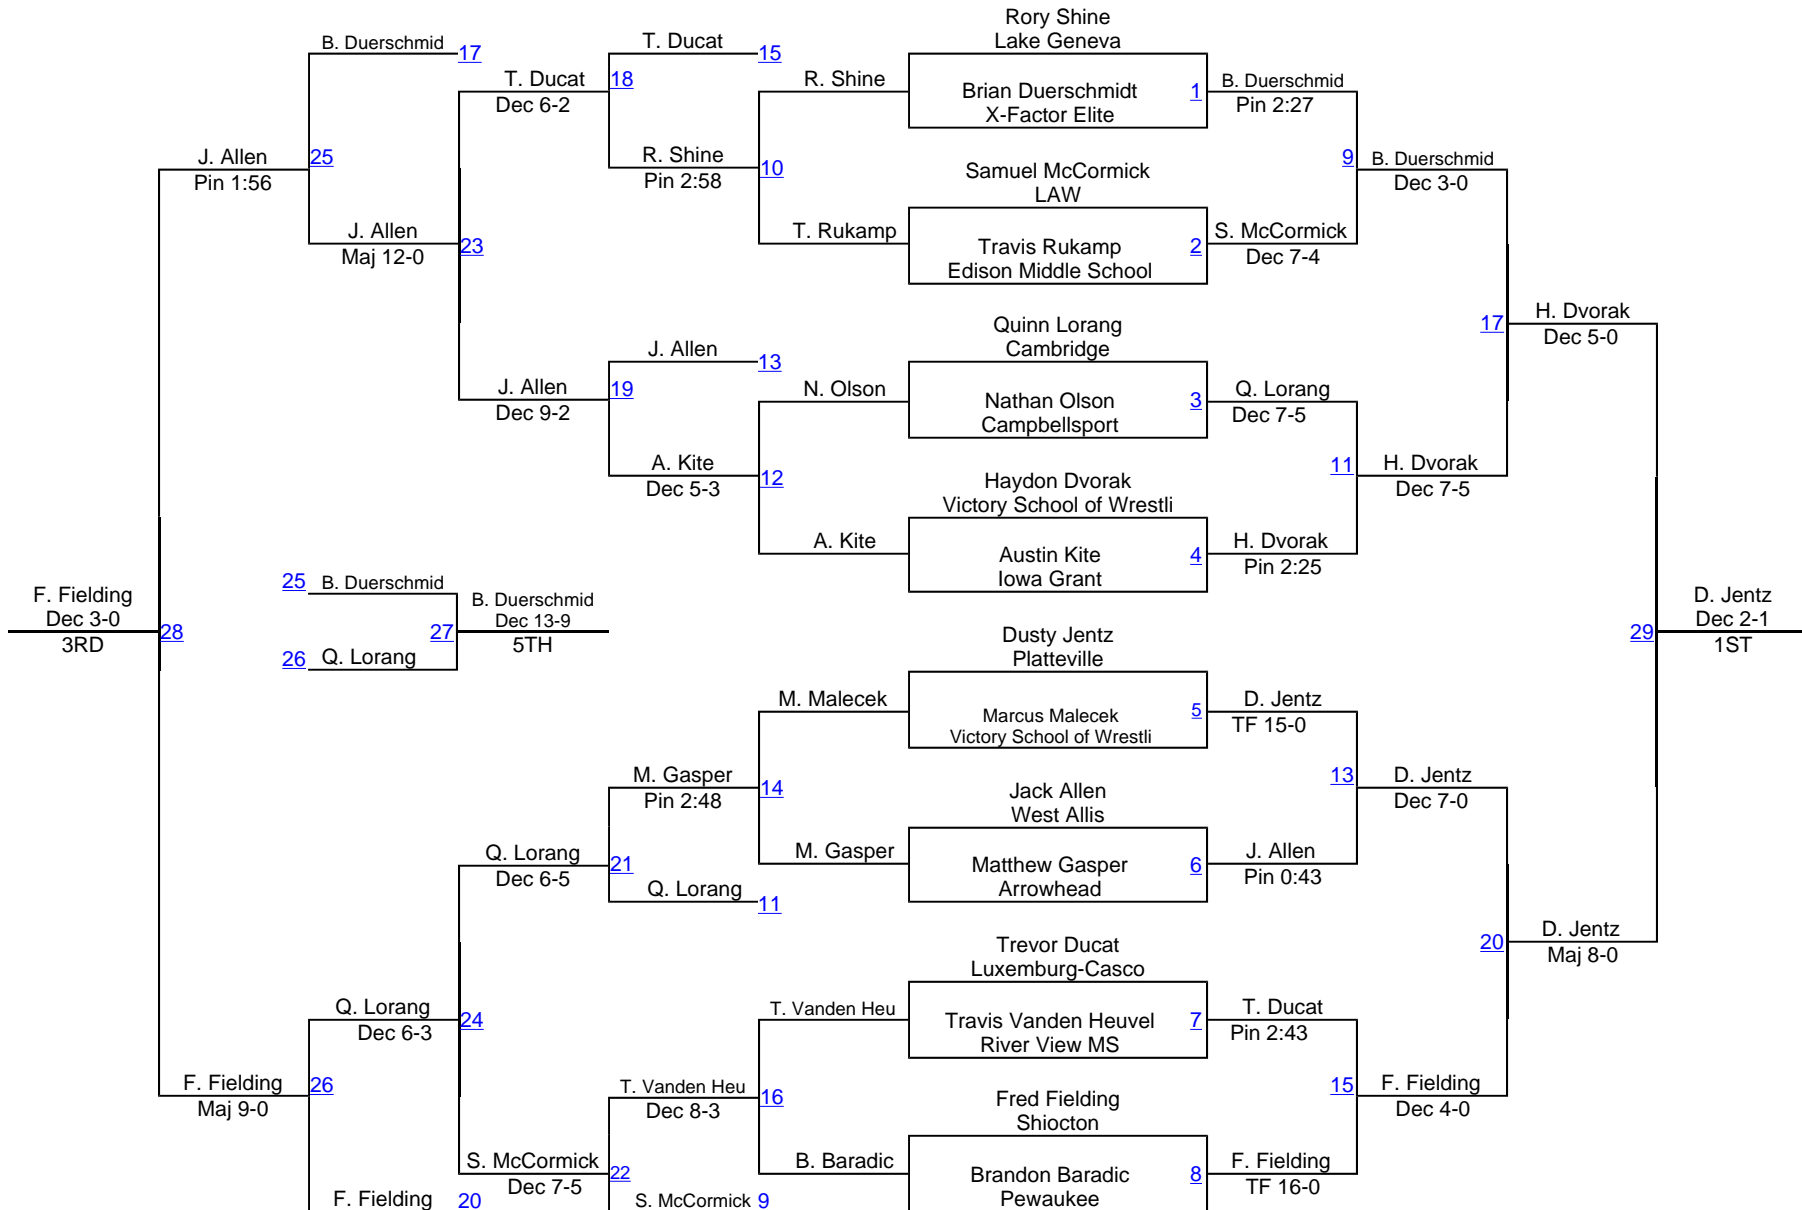 Rory Shine
Lake Geneva
B. Duerschmid
17
T. Ducat
15
T. Ducat
18
Dec 6-2
R. Shine
Brian Duerschmidt
1
X-Factor Elite
B. Duerschmid
Pin 2:27
J. Allen
25
Pin 1:56
R. Shine
10
Pin 2:58
Samuel McCormick
LAW
9
B. Duerschmid
Dec 3-0
J. Allen
23
Maj 12-0
T. Rukamp
Travis Rukamp
2
Edison Middle School
S. McCormick
Dec 7-4
Quinn Lorang
Cambridge
17
H. Dvorak
Dec 5-0
J. Allen
13
J. Allen
19
Dec 9-2
N. Olson
Nathan Olson
3
Campbellsport
Q. Lorang
Dec 7-5
A. Kite
12
Dec 5-3
Haydon Dvorak
Victory School of Wrestli
11
H. Dvorak
Dec 7-5
A. Kite
Austin Kite
4
Iowa Grant
H. Dvorak
Pin 2:25
25
B. Duerschmid
F. Fielding
Dec 3-0
28
3RD
27
B. Duerschmid
Dec 13-9
5TH
26
Q. Lorang
Dusty Jentz
Platteville
29
D. Jentz
Dec 2-1
1ST
M. Malecek
Marcus Malecek
5
Victory School of Wrestli
D. Jentz
TF 15-0
M. Gasper
14
Pin 2:48
Jack Allen
West Allis
13
D. Jentz
Dec 7-0
Q. Lorang
21
Dec 6-5
M. Gasper
Matthew Gasper
6
Arrowhead
J. Allen
Pin 0:43
Q. Lorang
11
Trevor Ducat
Luxemburg-Casco
20
D. Jentz
Maj 8-0
Q. Lorang
24
Dec 6-3
T. Vanden Heu
Travis Vanden Heuvel
7
River View MS
T. Ducat
Pin 2:43
F. Fielding
26
Maj 9-0
T. Vanden Heu
16
Dec 8-3
Fred Fielding
Shiocton
15
F. Fielding
Dec 4-0
S. McCormick
22
Dec 7-5
B. Baradic
Brandon Baradic
8
Pewaukee
F. Fielding
TF 16-0
F. Fielding
20
S. McCormick
9